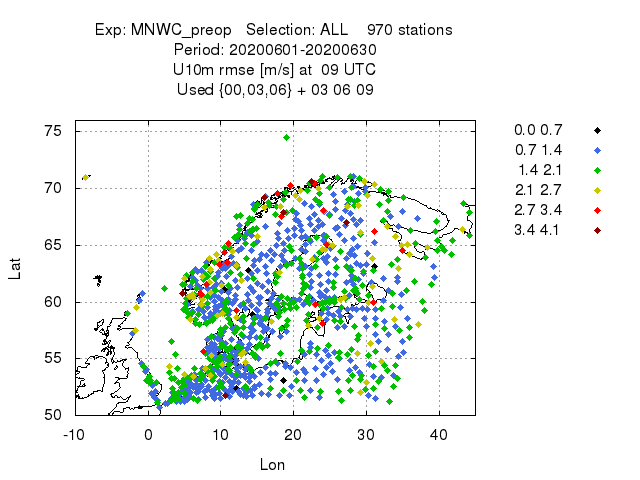 Exp: MNWC_preop   Selection: ALL    970 stations
Period: 20200601-20200630
U10m rmse [m/s] at  09 UTC
Used {00,03,06} + 03 06 09
0.0 0.7
0.7 1.4
1.4 2.1
2.1 2.7
2.7 3.4
3.4 4.1
75
70
65
60
55
50
Lat
-10 0 10 20 30 40
Lon